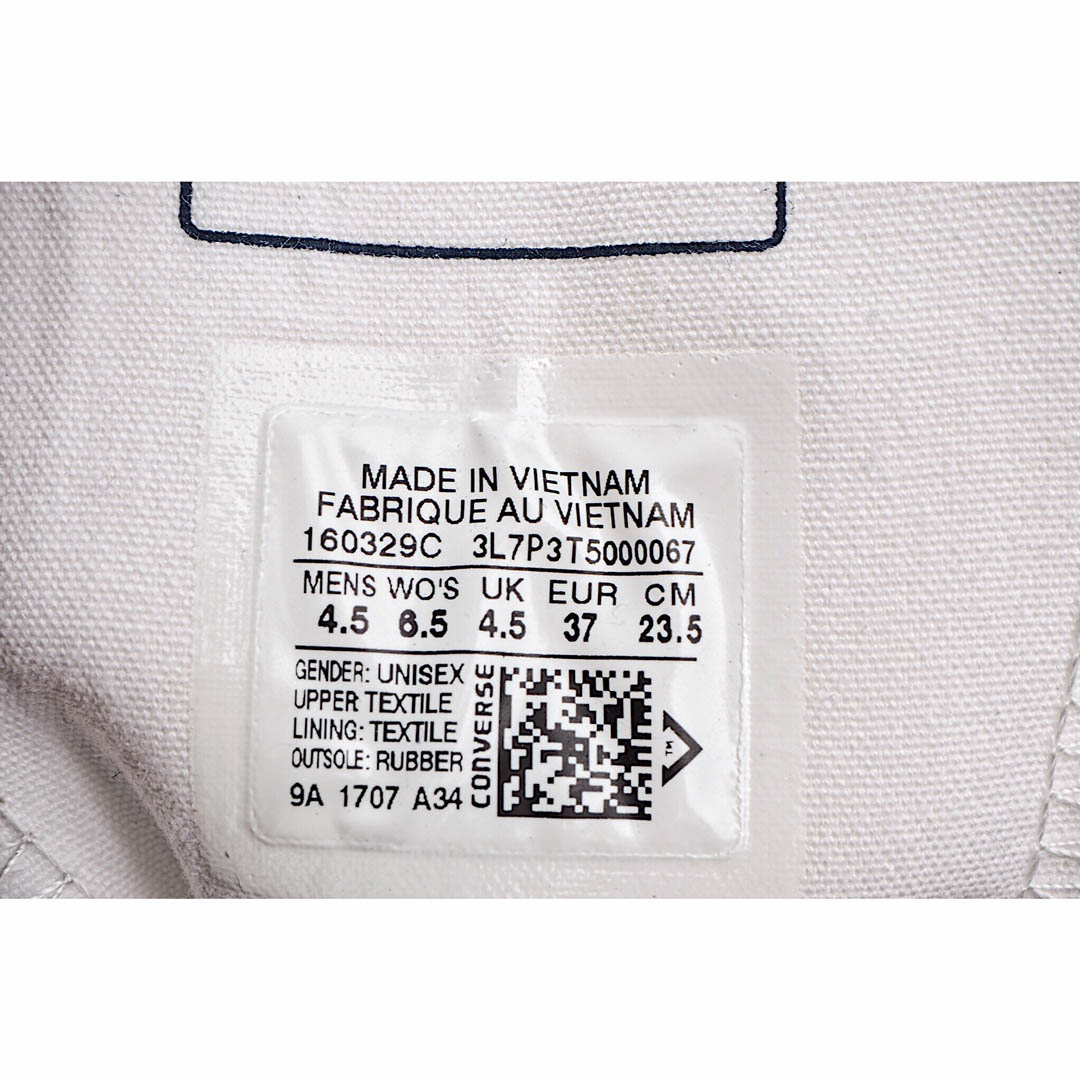 MADE IN VIETNAM
FABRIQUE AU VIETNAM
160329C 3L7P3T5000067
MENS WO'S UK EUR CM
4.5 6.5 4.5 37 23.5
GENDER: UNISEX
UPPER TEXTILE
LINING: TEXTILE
OUTSOLE: RUBBER
9A 1707 A34
CONVERSE
TM